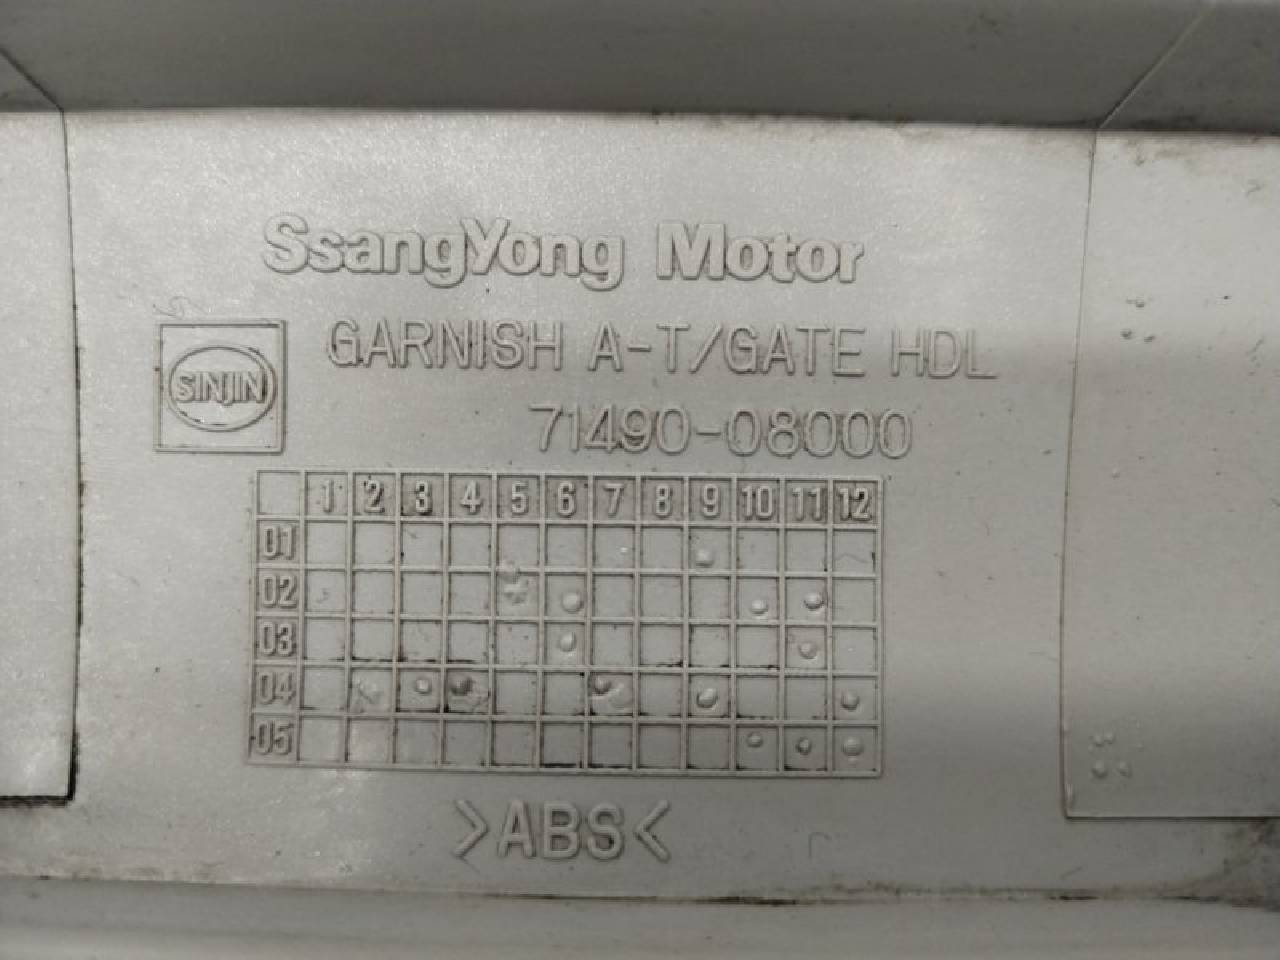 SsangYong Motor
GARNISH A-T/GATE HDL
SINJIN
71490-08000
1 2 3 4 5 6 7 8 9 10 11 12
01
02
03
04
05
>ABS<